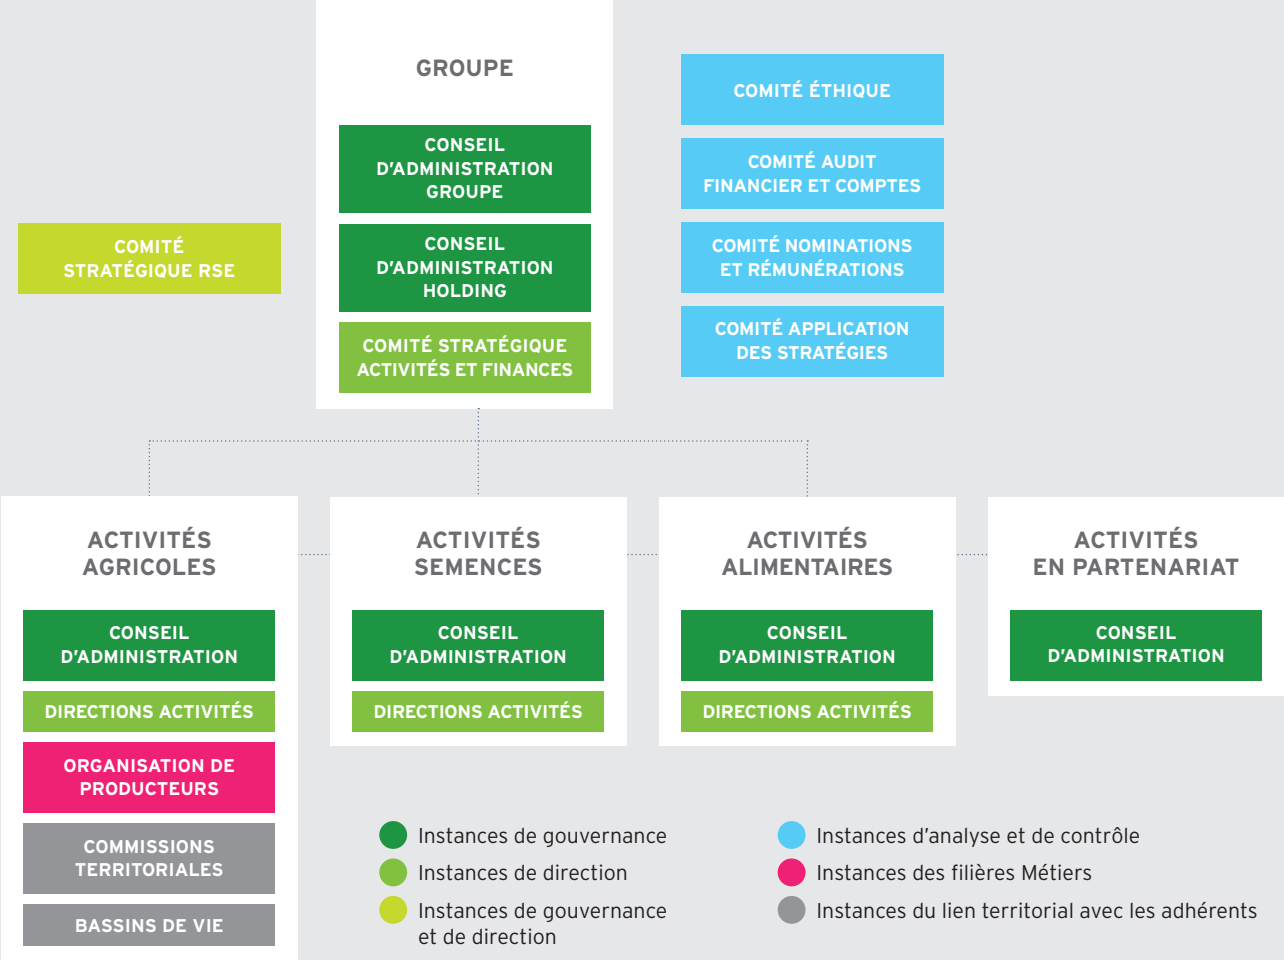 GROUPE
CONSEIL
D'ADMINISTRATION
GROUPE
CONSEIL
D'ADMINISTRATION
HOLDING
COMITÉ STRATÉGIQUE
ACTIVITÉS ET FINANCES
COMITÉ
STRATÉGIQUE RSE
COMITÉ ÉTHIQUE
COMITÉ AUDIT
FINANCIER ET COMPTES
COMITÉ NOMINATIONS
ET RÉMUNÉRATIONS
COMITÉ APPLICATION
DES STRATÉGIES
ACTIVITÉS
AGRICOLES
CONSEIL
D'ADMINISTRATION
DIRECTIONS ACTIVITÉS
ORGANISATION DE
PRODUCTEURS
COMMISSIONS
TERRITORIALES
BASSINS DE VIE
ACTIVITÉS
SEMENCES
CONSEIL
D'ADMINISTRATION
DIRECTIONS ACTIVITÉS
ACTIVITÉS
ALIMENTAIRES
CONSEIL
D'ADMINISTRATION
DIRECTIONS ACTIVITÉS
ACTIVITÉS
EN PARTENARIAT
CONSEIL
D'ADMINISTRATION
Instances de gouvernance
Instances de direction
Instances de gouvernance
et de direction
Instances d'analyse et de contrôle
Instances des filières Métiers
Instances du lien territorial avec les adhérents